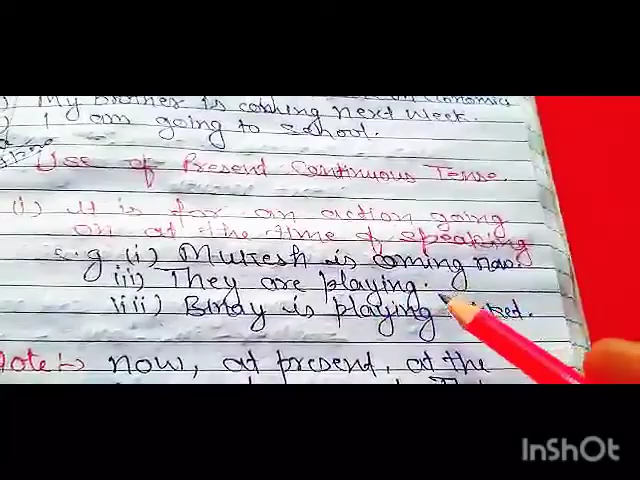 My Brother is coming next week.
I am going to school.
Use of Present Continuous Tense.
(i) It is for an action going
on at the time of speaking
e.g (i) Mukesh is coming now.
(ii) They are playing.
(iii) is playing
Note:- now, at present, at the
InShOt